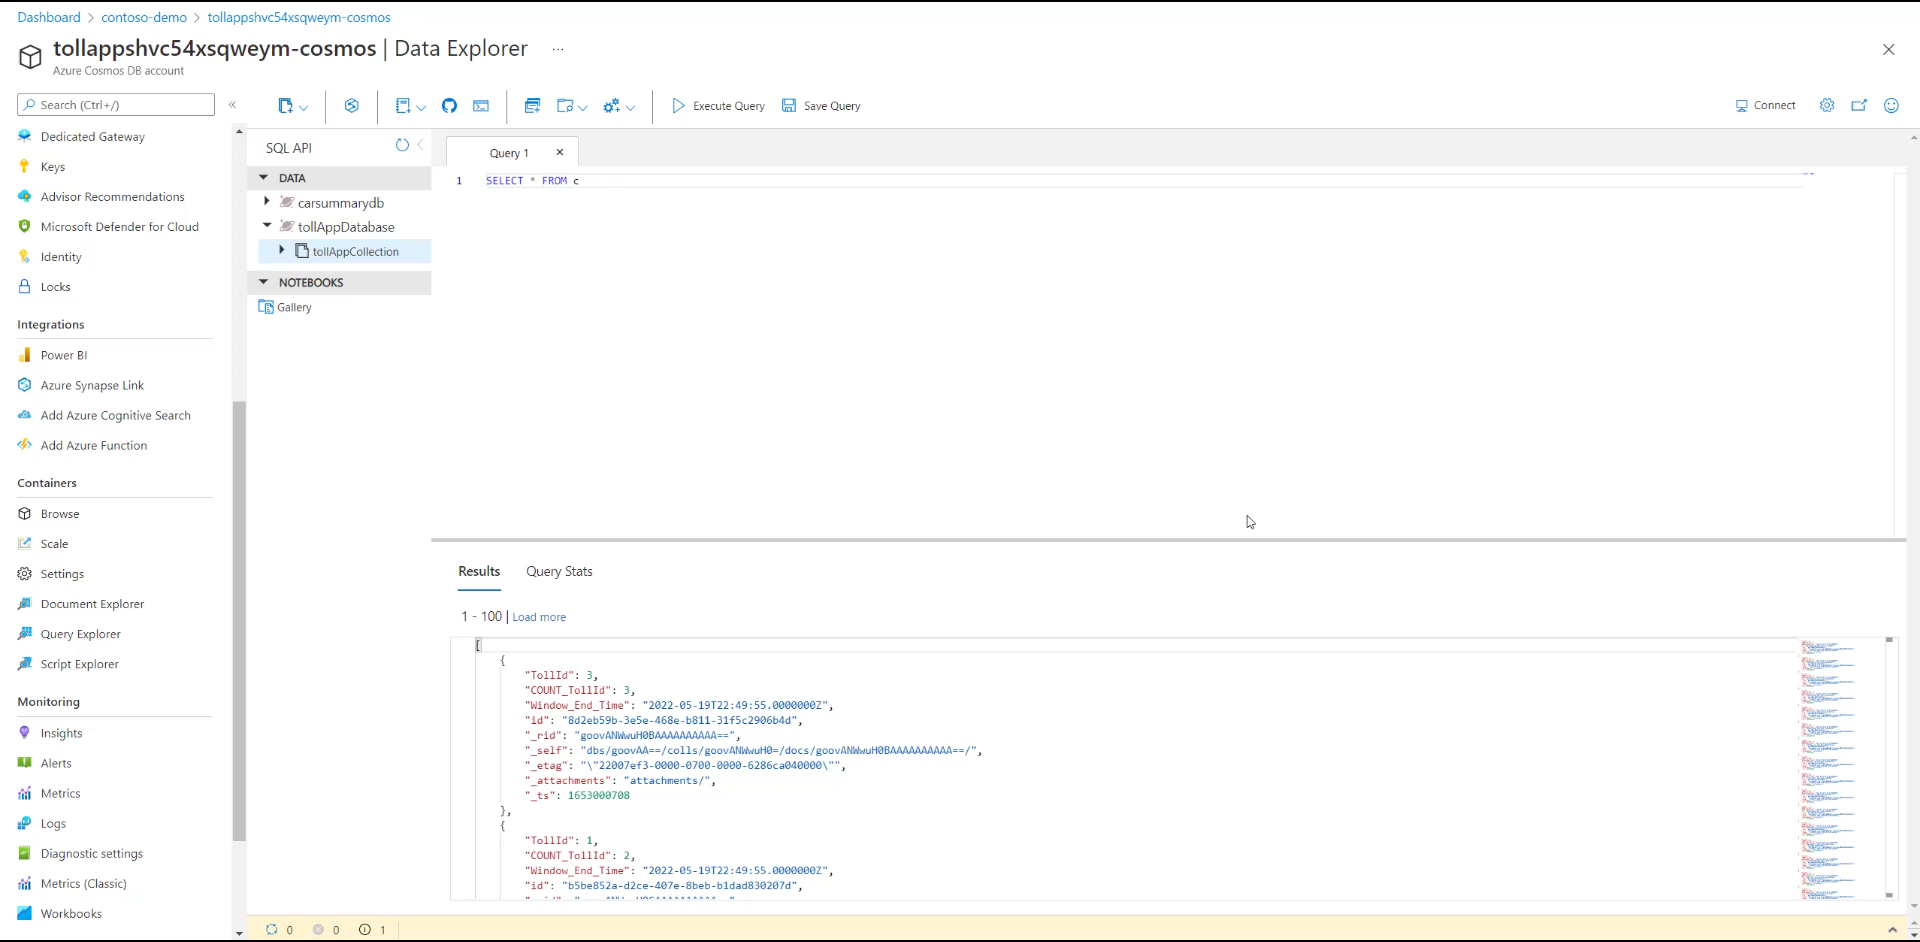 Dashboard > contoso-demo > tollappshvc54xsqweym-cosmos
tollappshvc54xsqweym-cosmos | Data Explorer ...
Azure Cosmos DB account
Search (Ctrl+/)
«
Execute Query
Save Query
Connect
Dedicated Gateway
Keys
Advisor Recommendations
Microsoft Defender for Cloud
Identity
Locks
Integrations
Power BI
Azure Synapse Link
Add Azure Cognitive Search
Add Azure Function
Containers
Browse
Scale
Settings
Document Explorer
Query Explorer
Script Explorer
Monitoring
Insights
Alerts
Metrics
Logs
Diagnostic settings
Metrics (Classic)
Workbooks
SQL API
DATA
carsummarydb
tollAppDatabase
tollAppCollection
NOTEBOOKS
Gallery
Query 1
1 SELECT * FROM c
Results Query Stats
1 - 100 | Load more
[
{
"TollId": 3,
"COUNT_TollId": 3,
"Window_End_Time": "2022-05-19T22:49:55.0000000Z",
"id": "8d2eb59b-3e5e-468e-b811-31f5c2906b4d",
"_rid": "goovANWwuH0BAAAAAAAAAA==",
"_self": "dbs/goovAA==/colls/goovANWwuH0=/docs/goovANWwuH0BAAAAAAAAAA==/",
"_etag": "\"22007ef3-0000-0700-0000-6286ca040000\"",
"_attachments": "attachments/",
"_ts": 1653000708
},
{
"TollId": 1,
"COUNT_TollId": 2,
"Window_End_Time": "2022-05-19T22:49:55.0000000Z",
"id": "b5be852a-d2ce-407e-8beb-b1dad830207d",
0 0 1